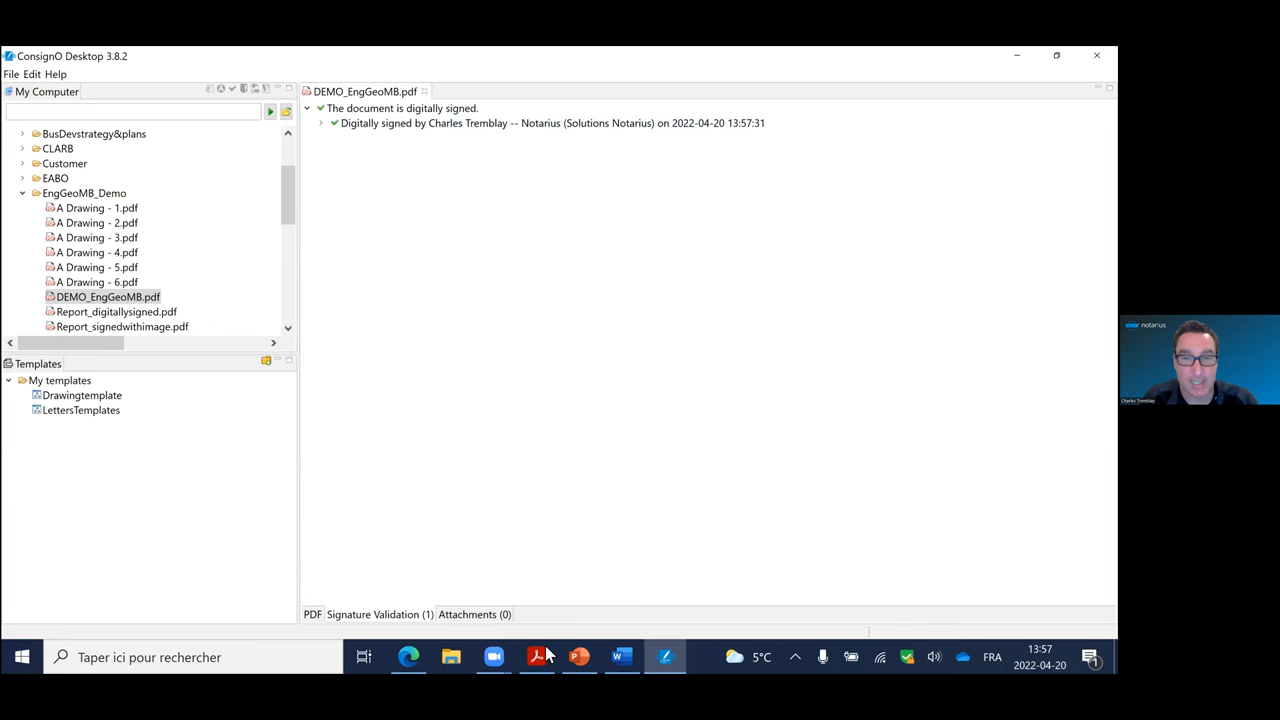 ConsignO Desktop 3.8.2
File Edit Help
My Computer
DEMO_EngGeoMB.pdf
The document is digitally signed.
Digitally signed by Charles Tremblay -- Notarius (Solutions Notarius) on 2022-04-20 13:57:31
BusDevstrategy&plans
CLARB
Customer
EABO
EngGeoMB_Demo
A Drawing - 1.pdf
A Drawing - 2.pdf
A Drawing - 3.pdf
A Drawing - 4.pdf
A Drawing - 5.pdf
A Drawing - 6.pdf
DEMO_EngGeoMB.pdf
Report_digitallysigned.pdf
Report_signedwithimage.pdf
Templates
My templates
Drawingtemplate
LettersTemplates
PDF Signature Validation (1) Attachments (0)
notarius
Charles Tremblay
Taper ici pour rechercher
5°C
FRA
13:57
2022-04-20
1